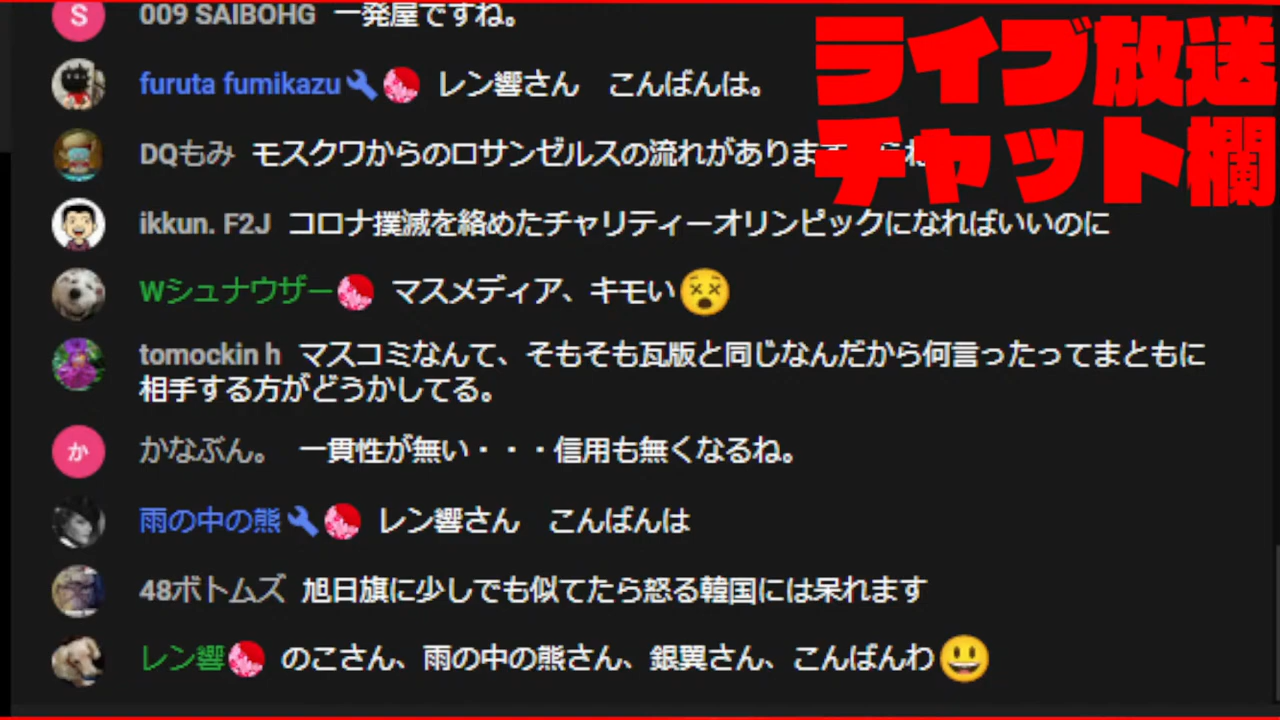 009 SAIBOHG 一発屋ですね。
ライブ放送
チャット欄
furuta fumikazu レン響さん　こんばんは。
DQもみ モスクワからのロサンゼルスの流れがありま
ikkun. F2J コロナ撲滅を絡めたチャリティーオリンピックになればいいのに
Wシュナウザー マスメディア、キモい😵
tomockin h マスコミなんて、そもそも瓦版と同じなんだから何言ったってまともに
相手する方がどうかしてる。
か かなぶん。 一貫性が無い・・・信用も無くなるね。
雨の中の熊 レン響さん　こんばんは
48ボトムズ 旭日旗に少しでも似てたら怒る韓国には呆れます
レン響 のこさん、雨の中の熊さん、銀翼さん、こんばんわ😃